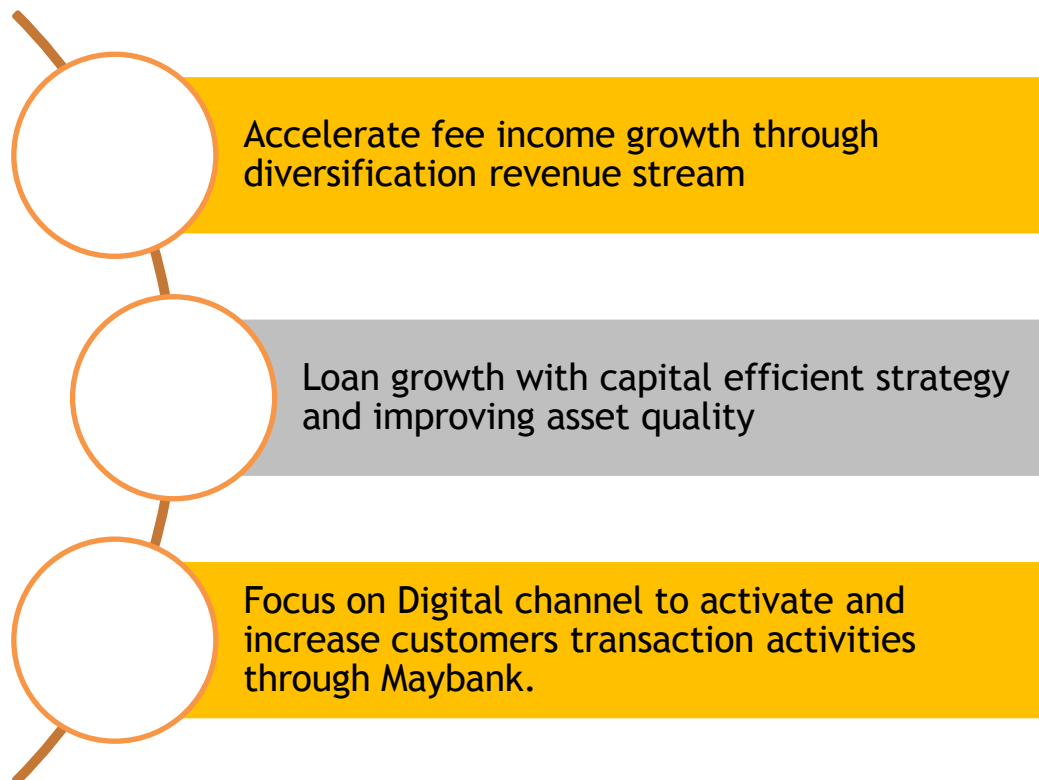 Accelerate fee income growth through
diversification revenue stream
Loan growth with capital efficient strategy
and improving asset quality
Focus on Digital channel to activate and
increase customers transaction activities
through Maybank.